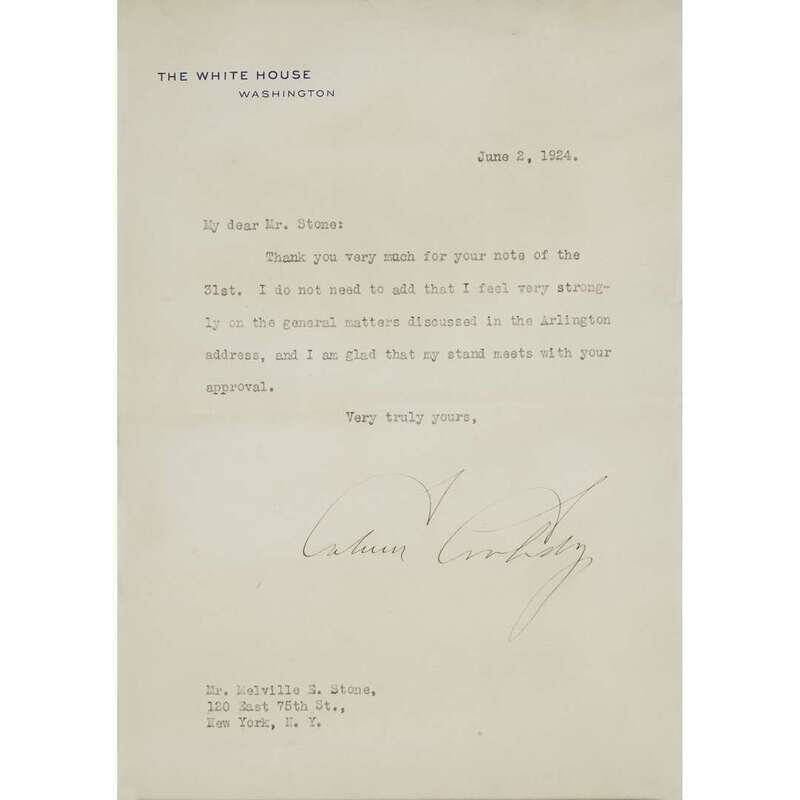 THE WHITE HOUSE
WASHINGTON
June 2, 1924.
My dear Mr. Stone:
Thank you very much for your note of the
31st. I do not need to add that I feel very strong-
ly on the general matters discussed in the Arlington
address, and I am glad that my stand meets with your
approval.
Very truly yours,
Calvin Coolidge
Mr. Melville E. Stone,
120 East 75th St.,
New York, N. Y.